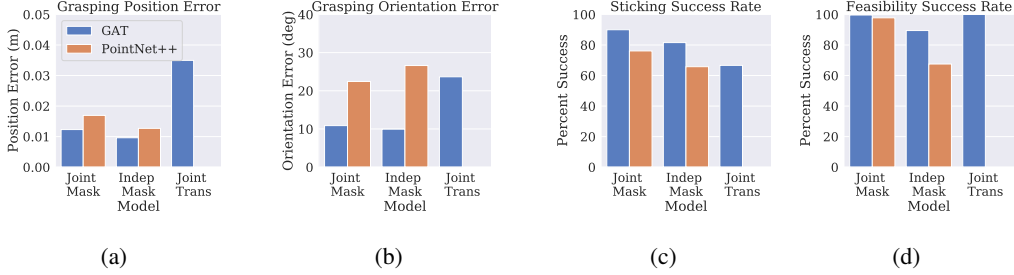 Grasping Position Error
Position Error (m)
0.05
0.04
0.03
0.02
0.01
0.00
GAT
PointNet++
Joint Mask
Indep Mask
Joint Trans
Model
(a)
Grasping Orientation Error
Orientation Error (deg)
40
30
20
10
0
Joint Mask
Indep Mask
Joint Trans
Model
(b)
Sticking Success Rate
Percent Success
100
80
60
40
20
0
Joint Mask
Indep Mask
Joint Trans
Model
(c)
Feasibility Success Rate
Percent Success
100
80
60
40
20
0
Joint Mask
Indep Mask
Joint Trans
Model
(d)